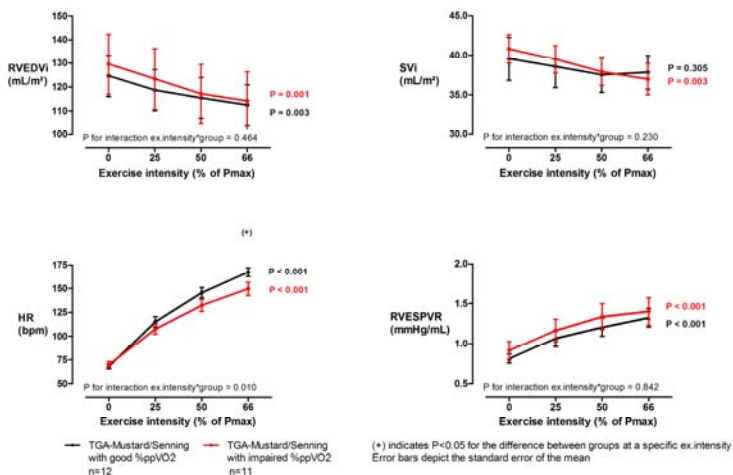 RVEDVi
(mL/m²)
150
140
130
120
110
100
P = 0.001
P = 0.003
P for interaction ex.intensity*group = 0.464
0 25 50 66
Exercise intensity (% of Pmax)
SVi
(mL/m²)
45.0
40.0
35.0
30.0
P = 0.305
P = 0.003
P for interaction ex.intensity*group = 0.230
0 25 50 66
Exercise intensity (% of Pmax)
HR
(bpm)
(+)
175
150
125
100
75
50
P < 0.001
P < 0.001
P for interaction ex.intensity*group = 0.010
0 25 50 66
Exercise intensity (% of Pmax)
RVESPVR
(mmHg/mL)
2.0
1.5
1.0
0.5
P < 0.001
P < 0.001
P for interaction ex.intensity*group = 0.842
0 25 50 66
Exercise intensity (% of Pmax)
TGA-Mustard/Senning
with good %ppVO2
n=12
TGA-Mustard/Senning
with impaired %ppVO2
n=11
(+) indicates P<0.05 for the difference between groups at a specific ex.intensity
Error bars depict the standard error of the mean